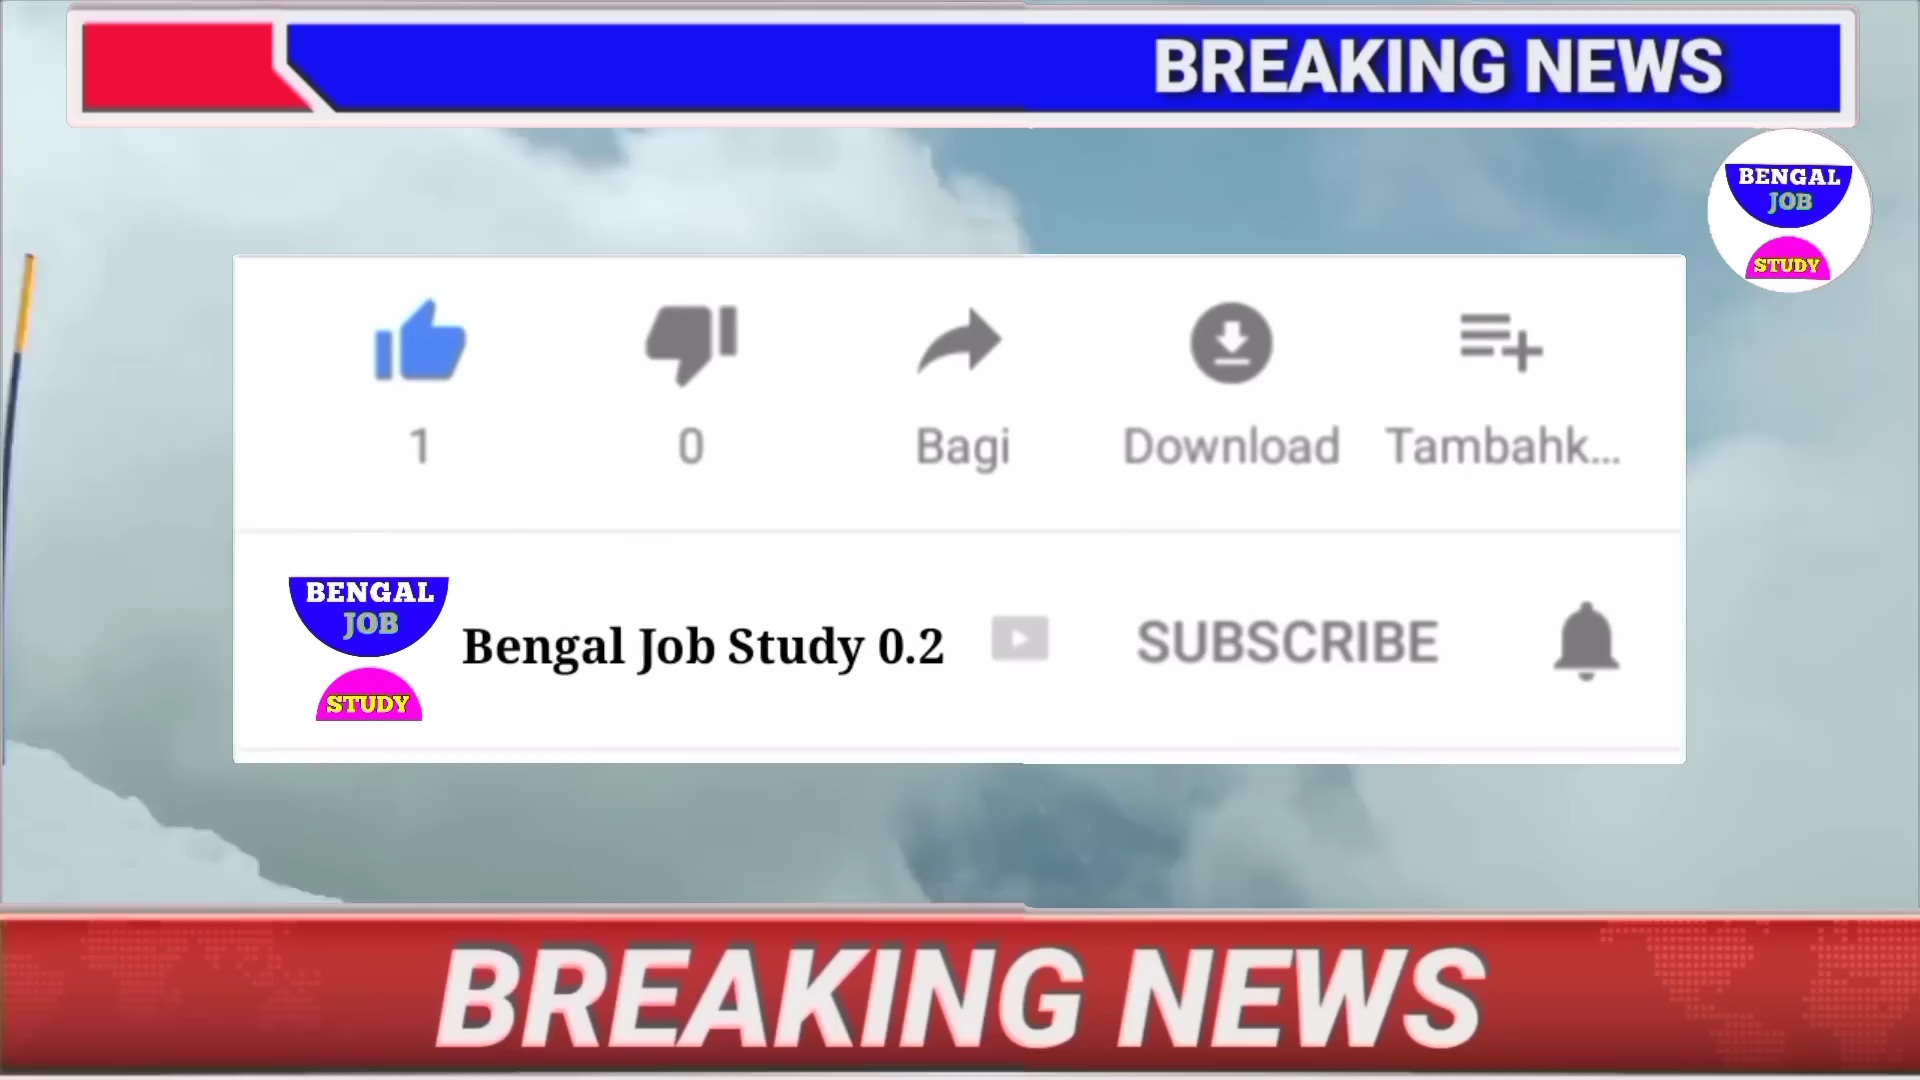 BREAKING NEWS
BENGAL
JOB
STUDY
1
0
Bagi
Download
Tambahk...
BENGAL
JOB
STUDY
Bengal Job Study 0.2
SUBSCRIBE
BREAKING NEWS